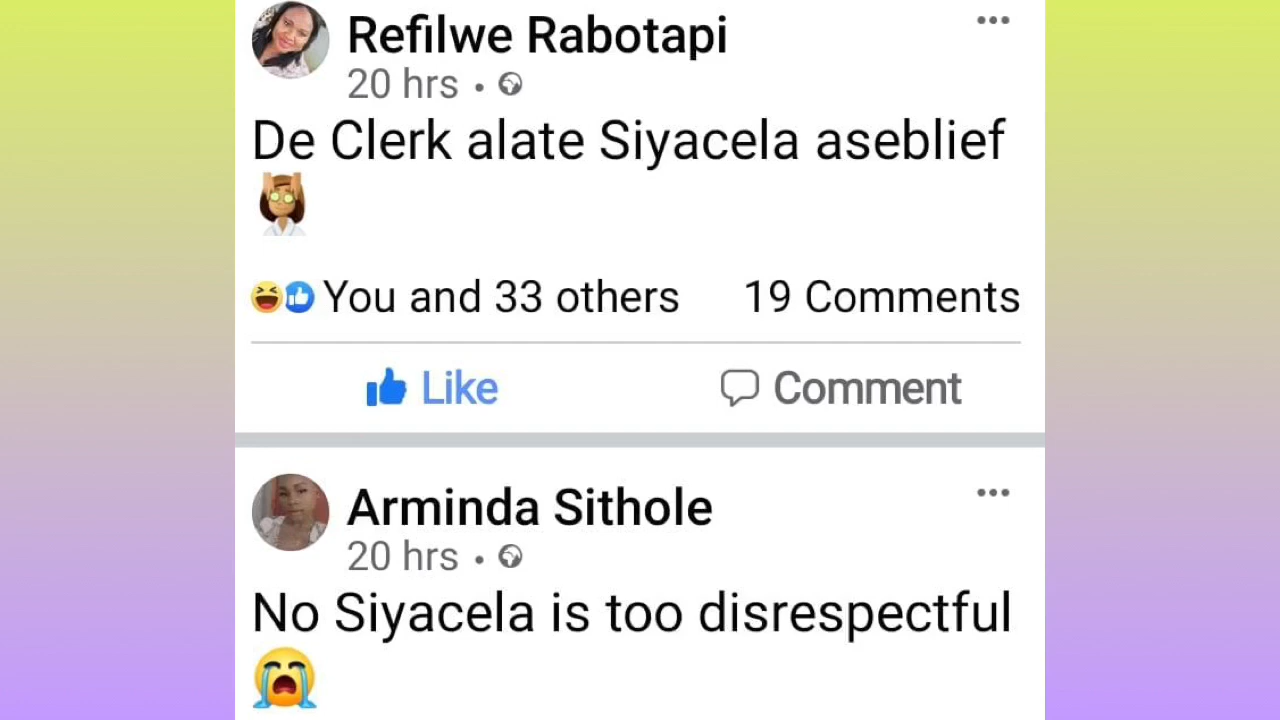 Refilwe Rabotapi
20 hrs •
De Clerk alate Siyacela aseblief
You and 33 others 19 Comments
Like Comment
Arminda Sithole
20 hrs •
No Siyacela is too disrespectful